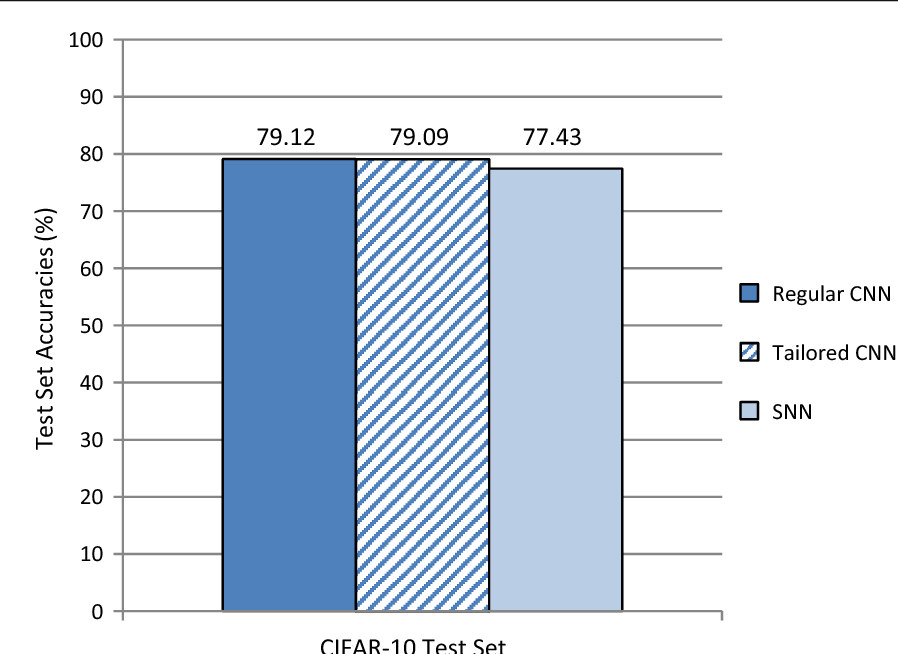 100
90
80
70
60
50
40
30
20
10
0
Test Set Accuracies (%)
79.12
79.09
77.43
CIFAR-10 Test Set
Regular CNN
Tailored CNN
SNN